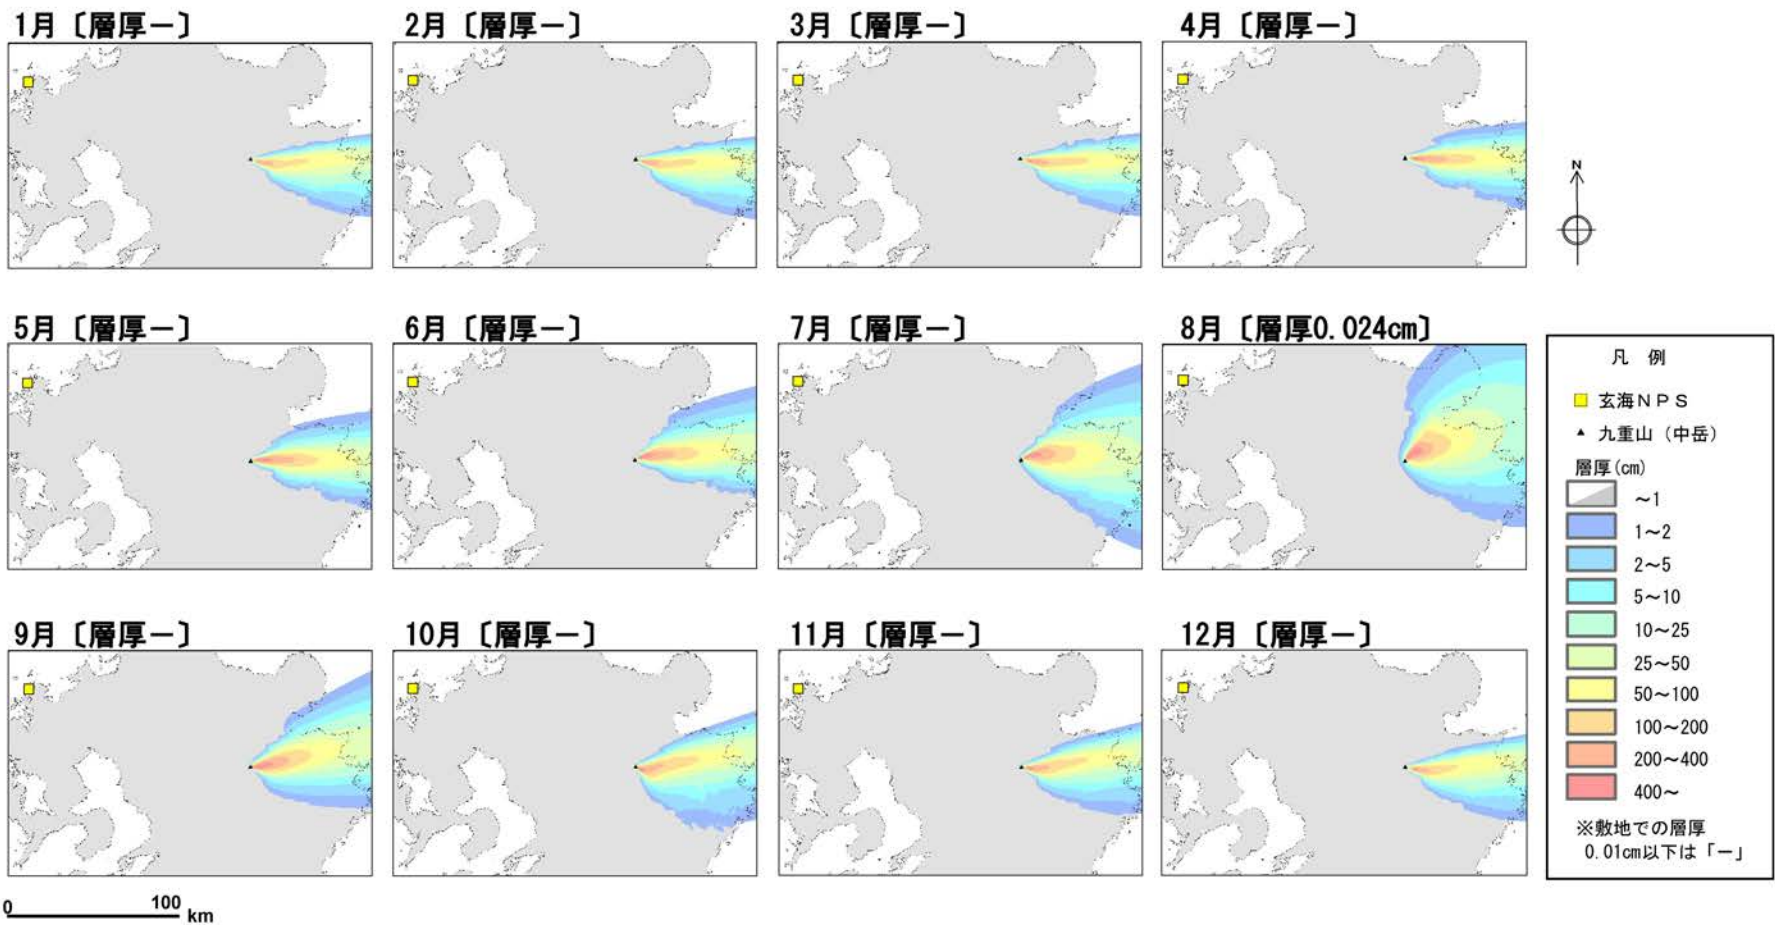 1月〔層厚－〕
2月〔層厚－〕
3月〔層厚－〕
4月〔層厚－〕
N
5月〔層厚－〕
6月〔層厚－〕
7月〔層厚－〕
8月〔層厚0.024cm〕
9月〔層厚－〕
10月〔層厚－〕
11月〔層厚－〕
12月〔層厚－〕
凡 例
玄海ＮＰＳ
九重山（中岳）
層厚(cm)
～1
1～2
2～5
5～10
10～25
25～50
50～100
100～200
200～400
400～
※敷地での層厚
0.01cm以下は「－」
0 100 km